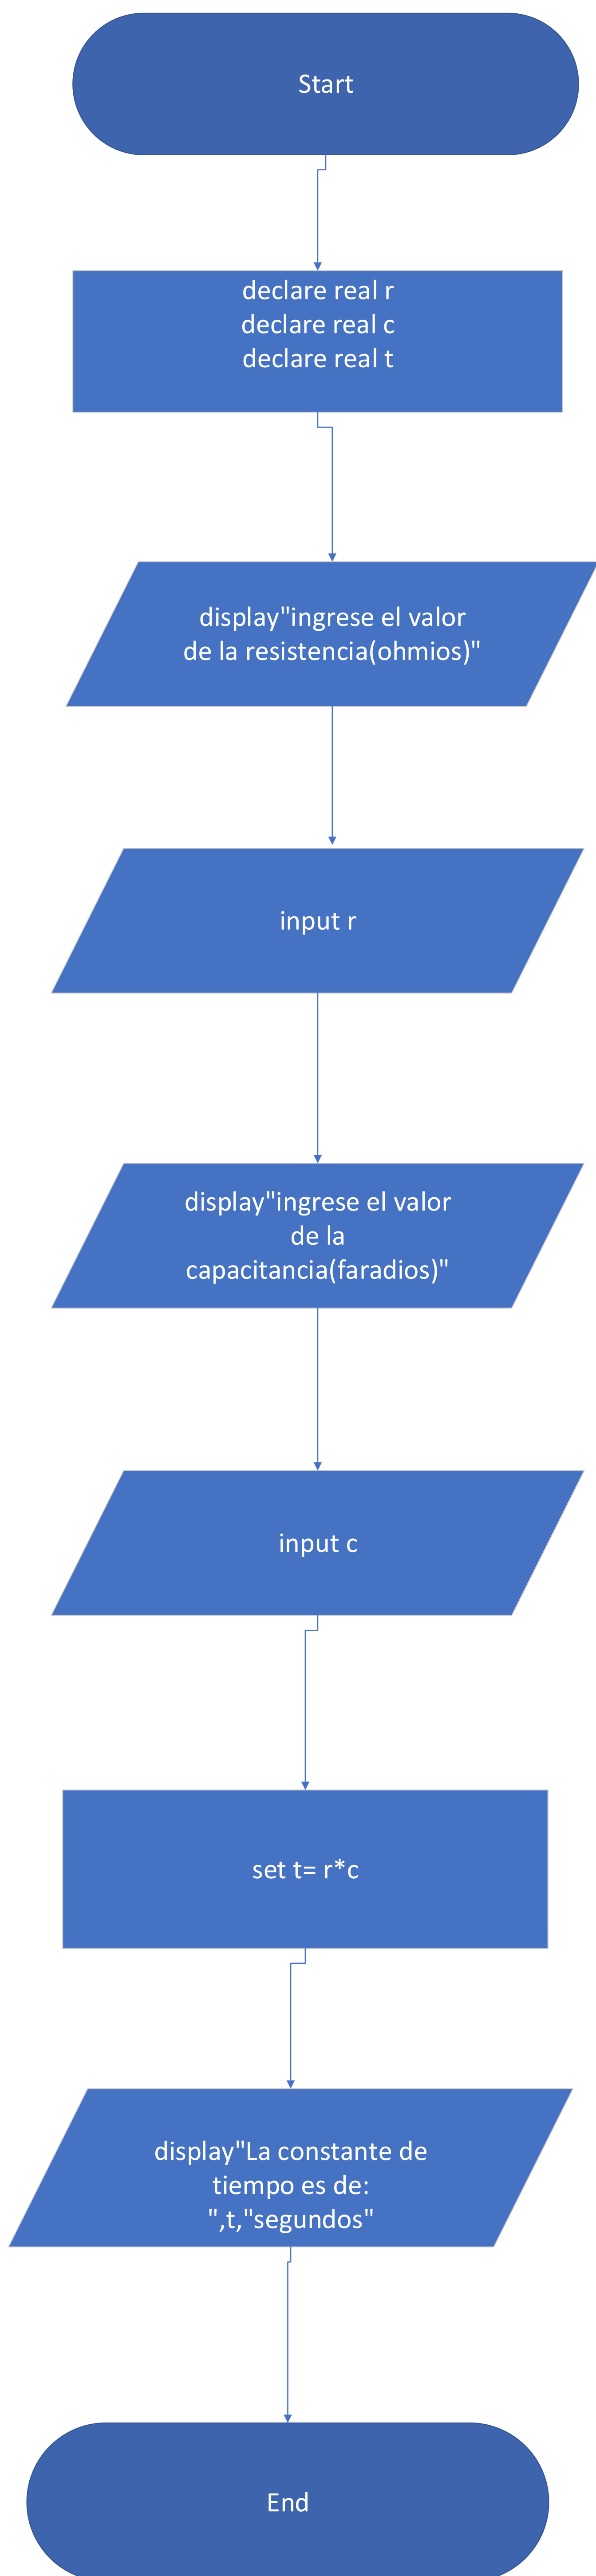 Start
declare real r
declare real c
declare real t
display"ingrese el valor
de la resistencia(ohmios)"
input r
display"ingrese el valor
de la
capacitancia(faradios)"
input c
set t= r*c
display"La constante de
tiempo es de:
",t,"segundos"
End